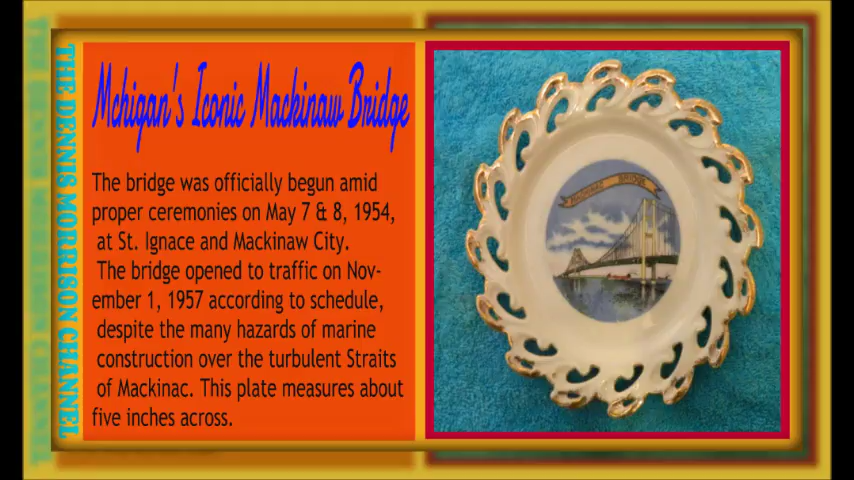 THE DENNIS MORRISON CHANNEL
Mchigan's Iconic Mackinaw Bridge
The bridge was officially begun amid
proper ceremonies on May 7 & 8, 1954,
at St. Ignace and Mackinaw City.
The bridge opened to traffic on Nov-
ember 1, 1957 according to schedule,
despite the many hazards of marine
construction over the turbulent Straits
of Mackinac. This plate measures about
five inches across.
MACKINAC BRIDGE